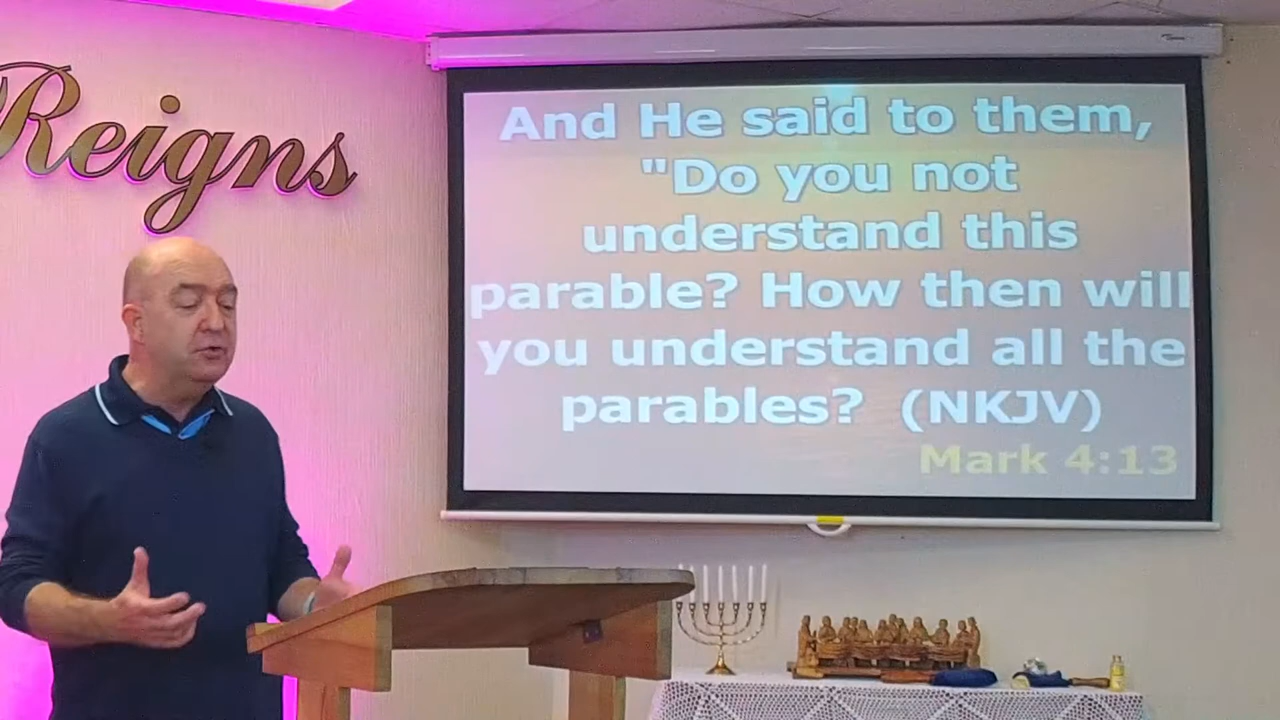 Reigns
And He said to them,
"Do you not
understand this
parable? How then will
you understand all the
parables? (NKJV)
Mark 4:13